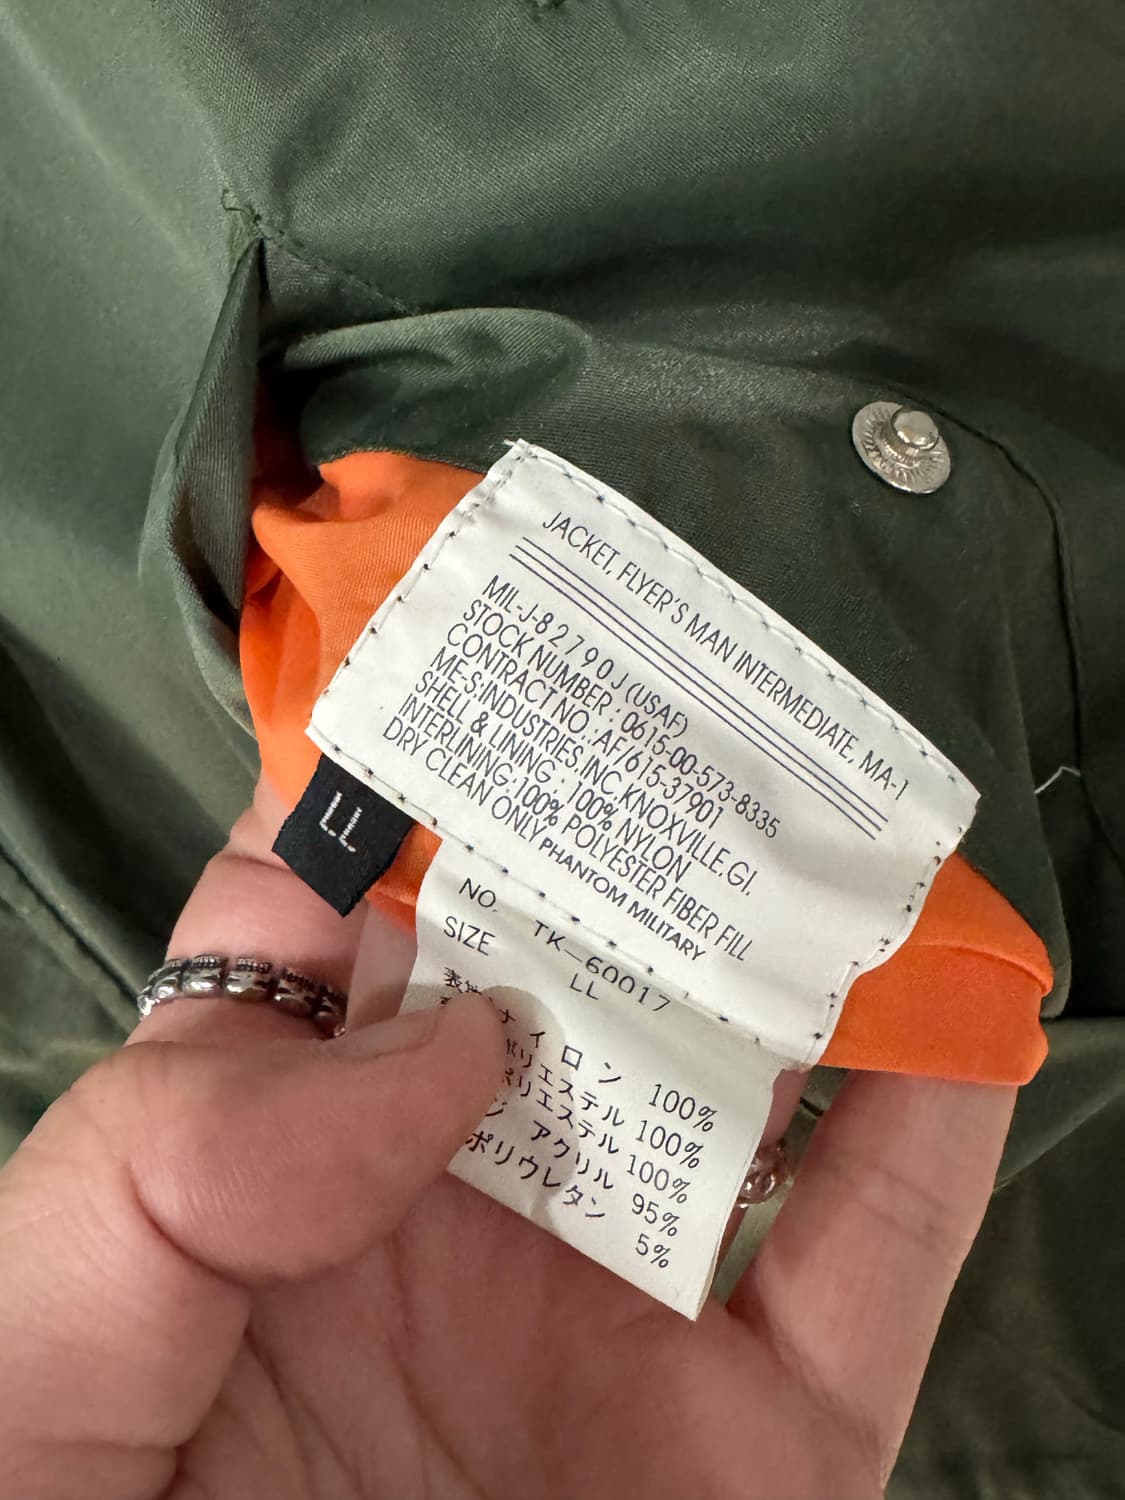 JACKET, FLYER'S MAN INTERMEDIATE, MA-1
MIL-J-82790J (USAF)
STOCK NUMBER : 0615-00-573-8335
CONTRACT NO.:AF/615-37901
ME-S:INDUSTRIES,INC,KNOXVILLE,GI.
SHELL & LINING : 100% NYLON
INTERLINING:100% POLYESTER FIBER FILL
DRY CLEAN ONLY PHANTOM MILITARY
LL
NO. TK-60017
SIZE LL
ナイロン 100%
ポリエステル 100%
ポリエステル 100%
アクリル 95%
ポリウレタン 5%